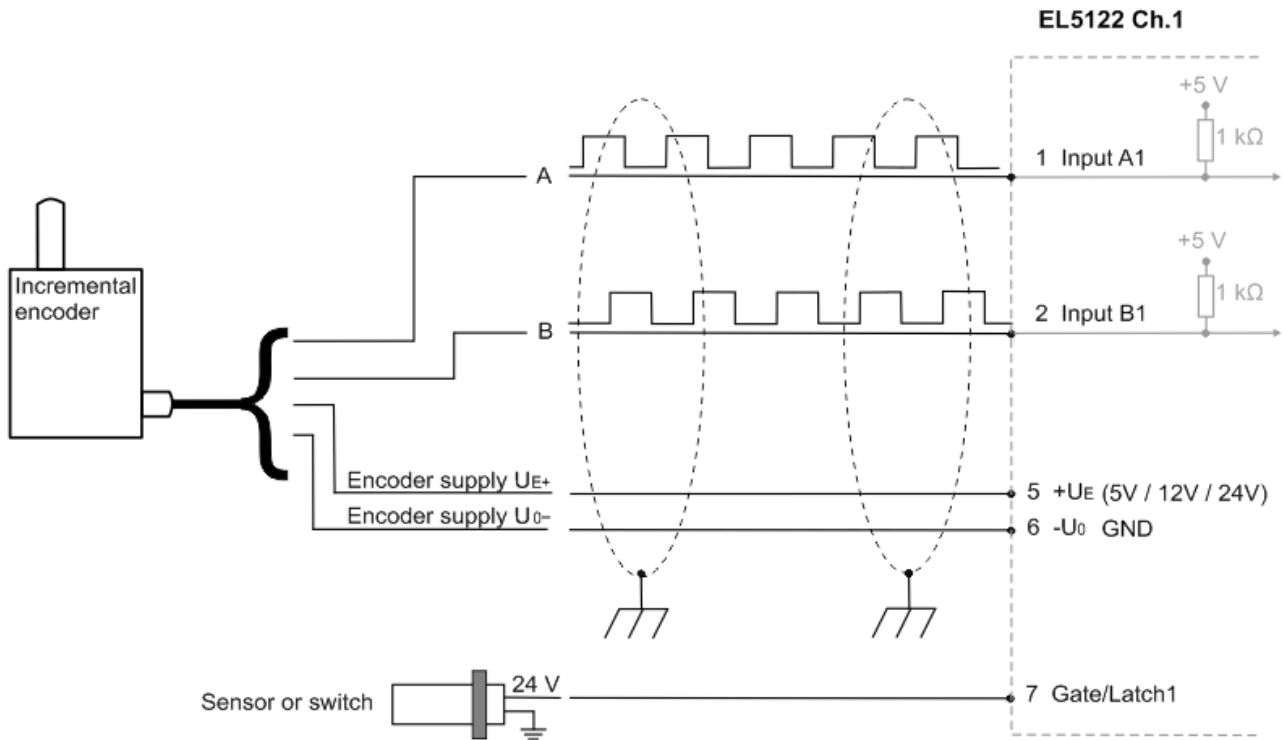 EL5122 Ch.1
+5 V
1 kΩ
A
1 Input A1
+5 V
Incremental
encoder
1 kΩ
B
2 Input B1
Encoder supply UE+
5 +UE (5V / 12V / 24V)
Encoder supply U0–
6 -U0 GND
Sensor or switch
24 V
7 Gate/Latch1